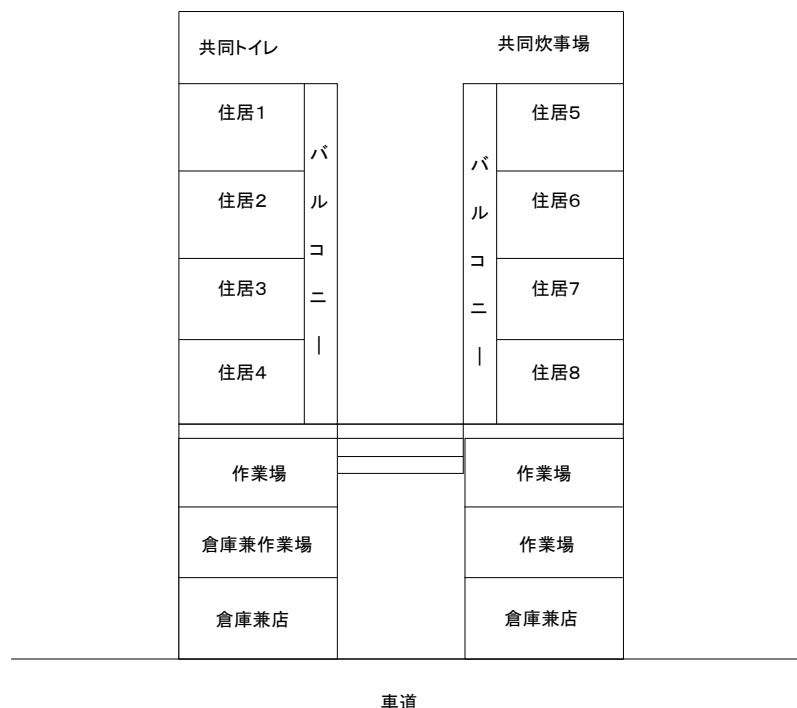 共同トイレ
共同炊事場
住居1
住居5
バルコニー
バルコニー
住居2
住居6
住居3
住居7
住居4
住居8
作業場
作業場
倉庫兼作業場
作業場
倉庫兼店
倉庫兼店
車道